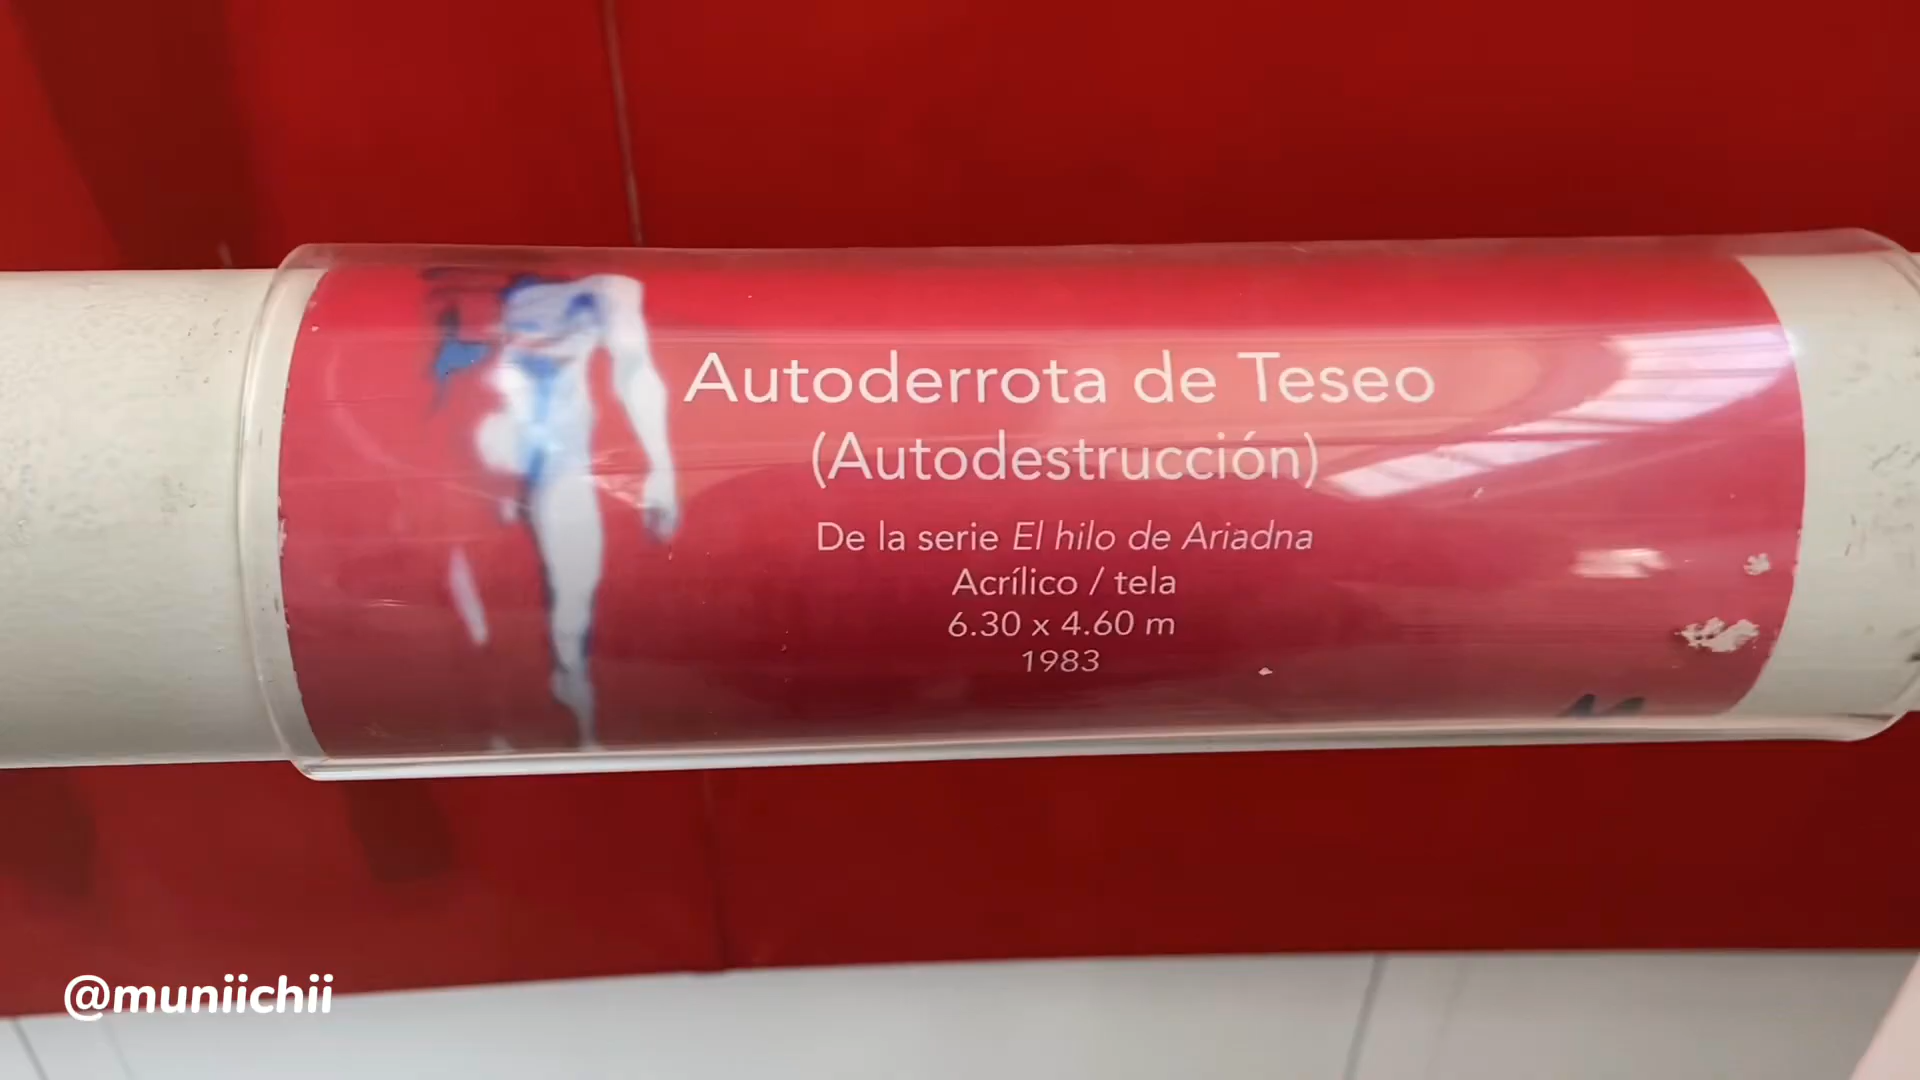 Autoderrota de Teseo
(Autodestrucción)
De la serie El hilo de Ariadna
Acrílico / tela
6.30 x 4.60 m
1983
@muniichii